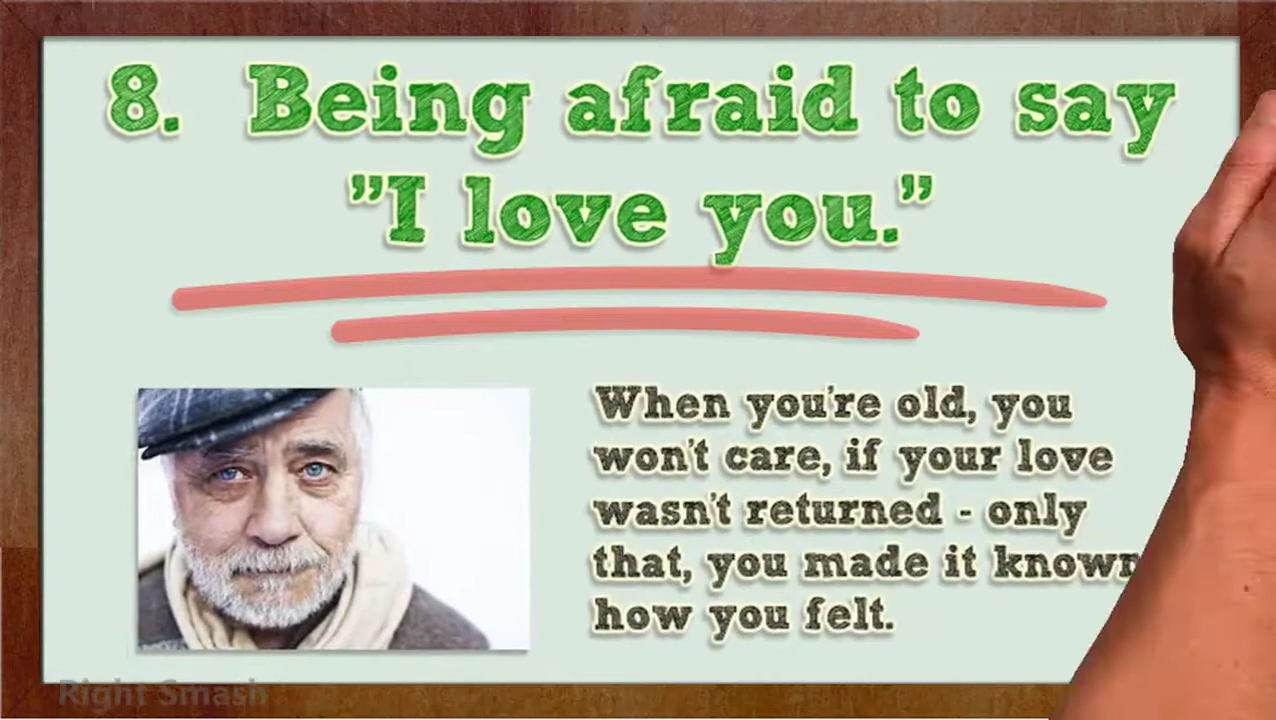 8. Being afraid to say
"I love you."
When you're old, you
won't care, if your love
wasn't returned - only
that, you made it known
how you felt.
Right Smash